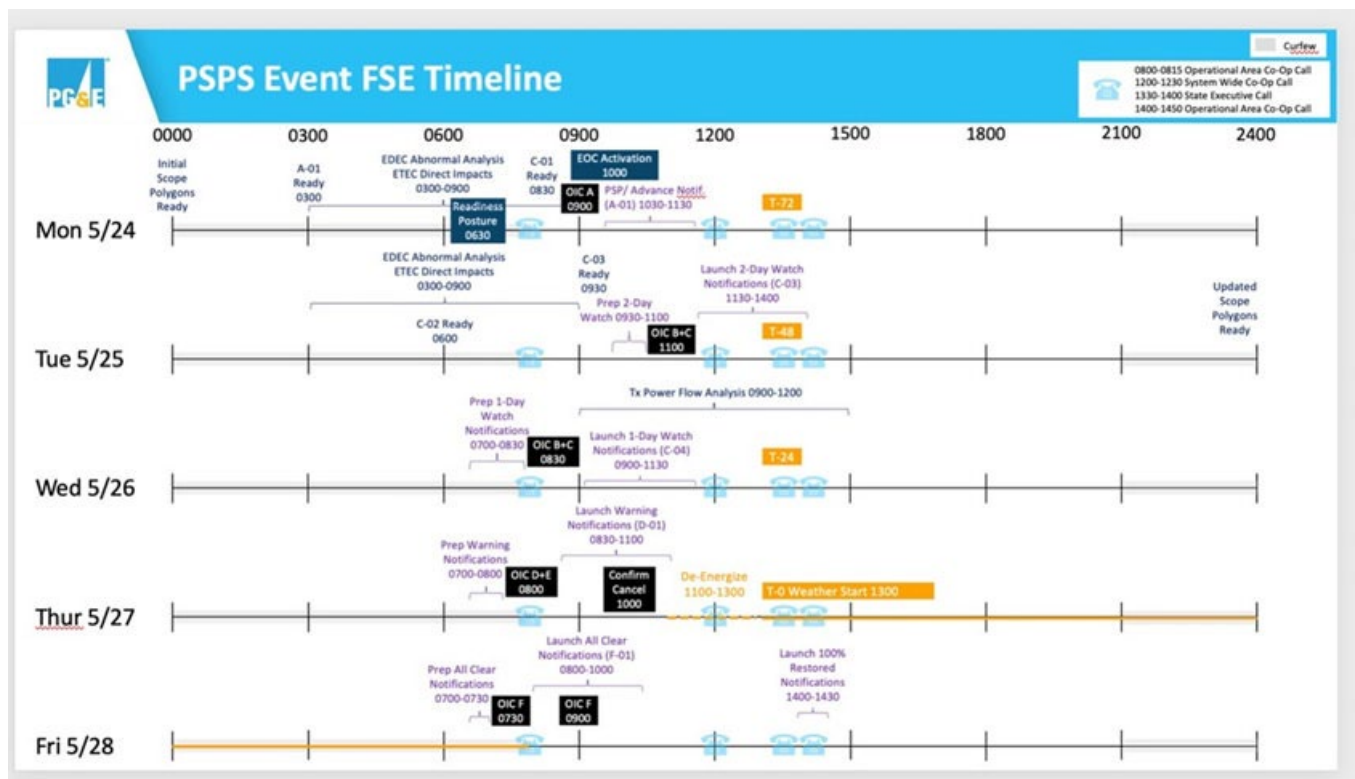 PG&E
PSPS Event FSE Timeline
Curfew
0800-0815 Operational Area Co-Op Call
1200-1230 System Wide Co-Op Call
1330-1400 State Executive Call
1400-1450 Operational Area Co-Op Call
0000
0300
0600
0900
1200
1500
1800
2100
2400
Mon 5/24
Initial
Scope
Polygons
Ready
A-01
Ready
0300
EDEC Abnormal Analysis
ETEC Direct Impacts
0300-0900
Readiness
Posture
0630
C-01
Ready
0830
EOC Activation
1000
OIC A
0900
PSP/ Advance Notif.
(A-01) 1030-1130
T-72
Tue 5/25
EDEC Abnormal Analysis
ETEC Direct Impacts
0300-0900
C-02 Ready
0600
C-03
Ready
0930
Prep 2-Day
Watch 0930-1100
OIC B+C
1100
Launch 2-Day Watch
Notifications (C-03)
1130-1400
T-48
Updated
Scope
Polygons
Ready
Wed 5/26
Prep 1-Day
Watch
Notifications
0700-0830
OIC B+C
0830
Launch 1-Day Watch
Notifications (C-04)
0900-1130
Tx Power Flow Analysis 0900-1200
T-24
Thur 5/27
Prep Warning
Notifications
0700-0800
OIC D+E
0800
Launch Warning
Notifications (D-01)
0830-1100
Confirm
Cancel
1000
De-Energize
1100-1300
T-0 Weather Start 1300
Fri 5/28
Prep All Clear
Notifications
0700-0730
OIC F
0730
Launch All Clear
Notifications (F-01)
0800-1000
OIC F
0900
Launch 100%
Restored
Notifications
1400-1430